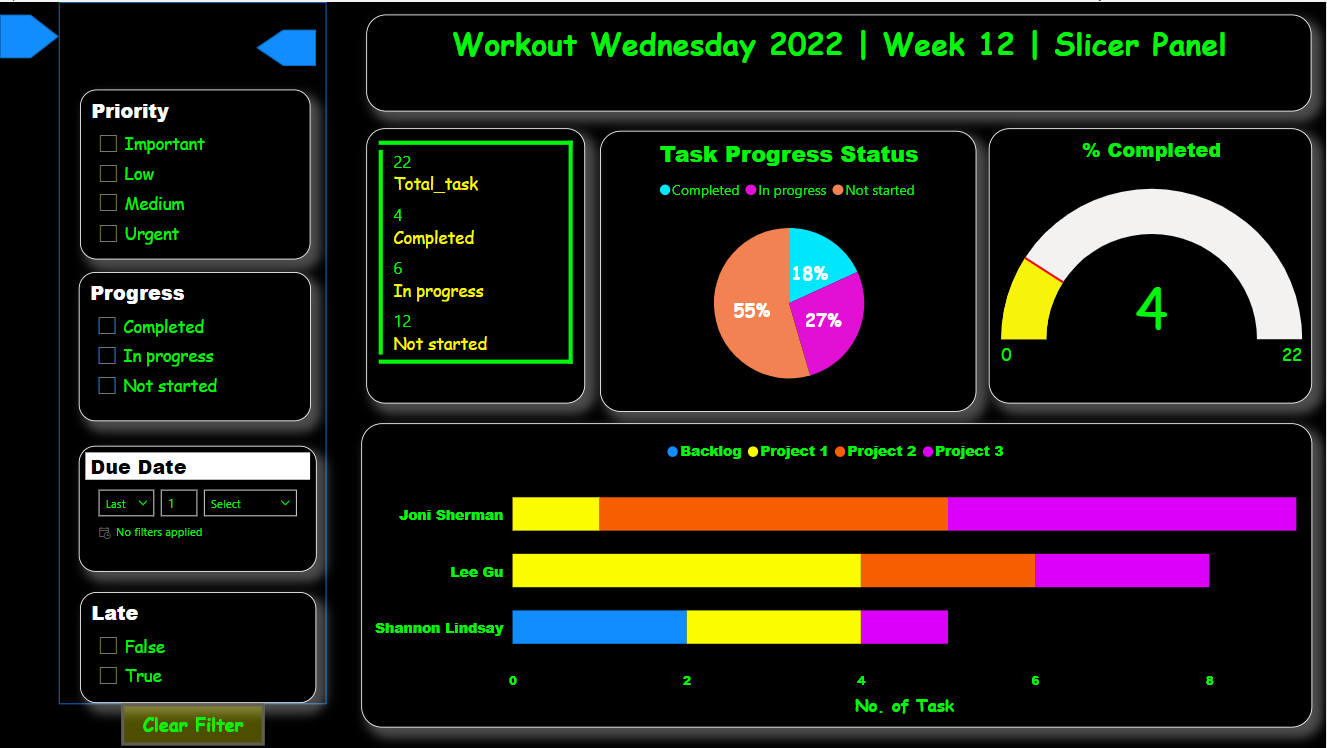 Workout Wednesday 2022 | Week 12 | Slicer Panel
Priority
Important
Low
Medium
Urgent
Progress
Completed
In progress
Not started
Due Date
Last 1 Select
No filters applied
Late
False
True
Clear Filter
22
Total_task
4
Completed
6
In progress
12
Not started
Task Progress Status
Completed In progress Not started
18%
55%
27%
% Completed
4
0 22
Backlog Project 1 Project 2 Project 3
Joni Sherman
Lee Gu
Shannon Lindsay
0 2 4 6 8
No. of Task